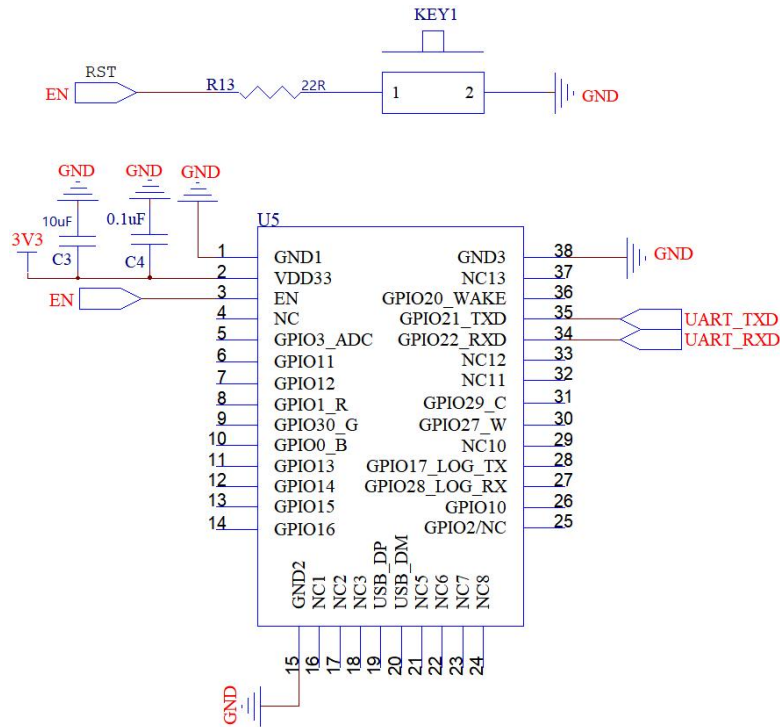 KEY1
RST
EN
R13
22R
1
2
GND
GND
GND
GND
10uF
0.1uF
3V3
C3
C4
U5
EN
1 GND1
2 VDD33
3 EN
4 NC
5 GPIO3_ADC
6 GPIO11
7 GPIO12
8 GPIO1_R
9 GPIO30_G
10 GPIO0_B
11 GPIO13
12 GPIO14
13 GPIO15
14 GPIO16
GND3 38
NC13 37
GPIO20_WAKE 36
GPIO21_TXD 35
GPIO22_RXD 34
NC12 33
NC11 32
GPIO29_C 31
GPIO27_W 30
NC10 29
GPIO17_LOG_TX 28
GPIO28_LOG_RX 27
GPIO10 26
GPIO2/NC 25
GND
UART_TXD
UART_RXD
GND2 15
NC1 16
NC2 17
NC3 18
USB_DP 19
USB_DM 20
NC5 21
NC6 22
NC7 23
NC8 24
GND